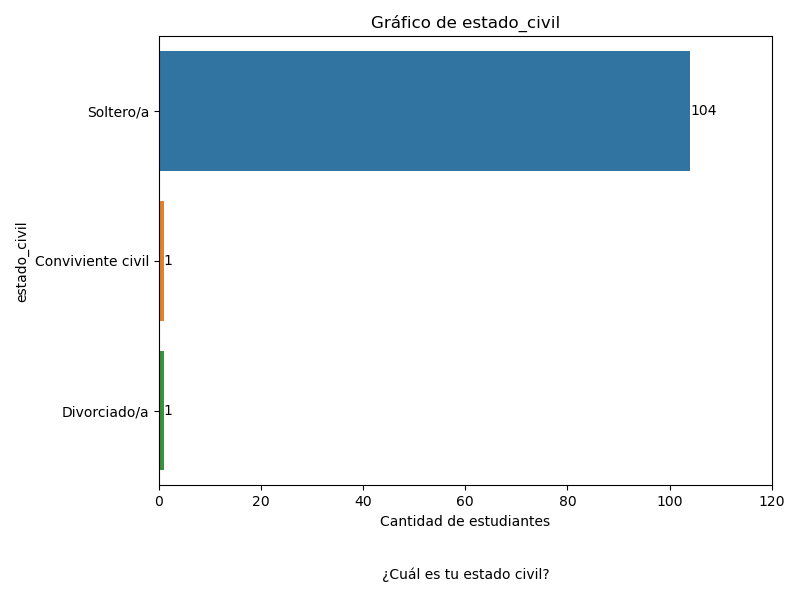 Gráfico de estado_civil
estado_civil
Soltero/a
104
Conviviente civil
1
Divorciado/a
1
0 20 40 60 80 100 120
Cantidad de estudiantes
¿Cuál es tu estado civil?